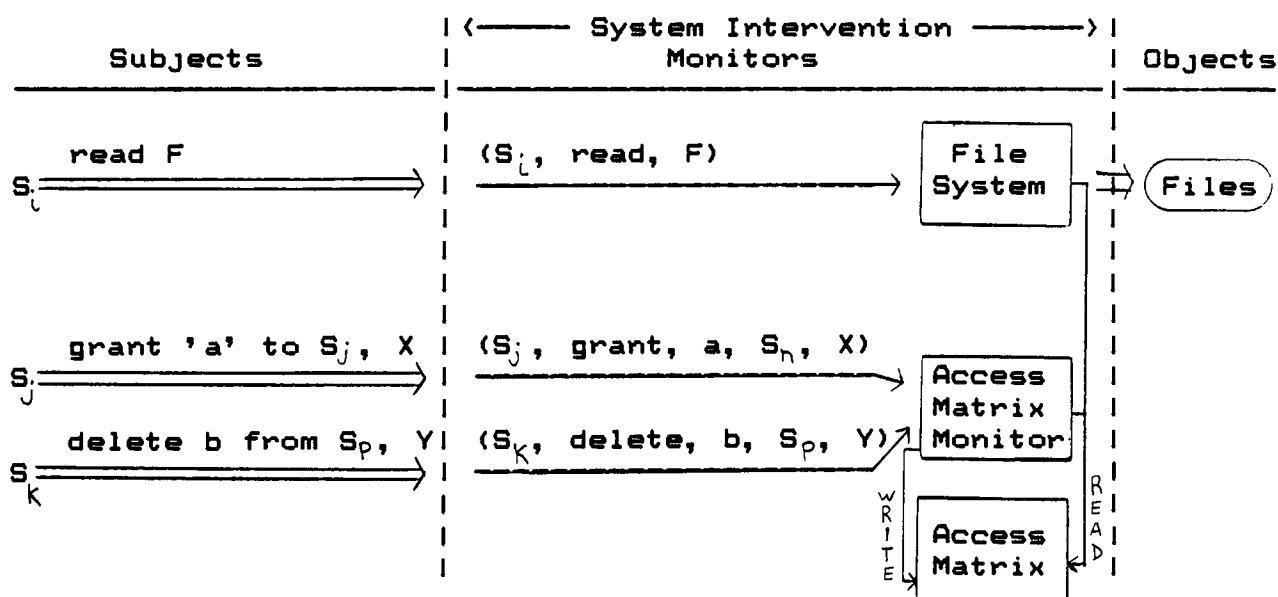 <—— System Intervention ——>
Subjects Monitors Objects
read F (Sᵢ, read, F) File
Sᵢ System Files
grant 'a' to Sⱼ, X (Sⱼ, grant, a, Sₙ, X)
Sⱼ Access
Matrix
delete b from Sₚ, Y (Sₖ, delete, b, Sₚ, Y) Monitor
Sₖ
WRITE READ
Access
Matrix